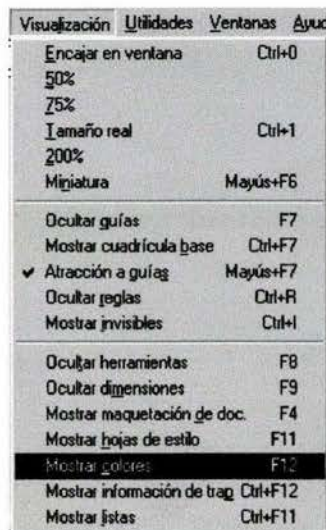 Visualización Utilidades Ventanas Ayuc
Encajar en ventana Ctrl+0
50%
75%
Tamaño real Ctrl+1
200%
Miniatura Mayús+F6
Ocultar guías F7
Mostrar cuadrícula base Ctrl+F7
✔ Atracción a guías Mayús+F7
Ocultar reglas Ctrl+R
Mostrar invisibles Ctrl+I
Ocultar herramientas F8
Ocultar dimensiones F9
Mostrar maquetación de doc. F4
Mostrar hojas de estilo F11
Mostrar colores F12
Mostrar información de trap Ctrl+F12
Mostrar listas Ctrl+F11